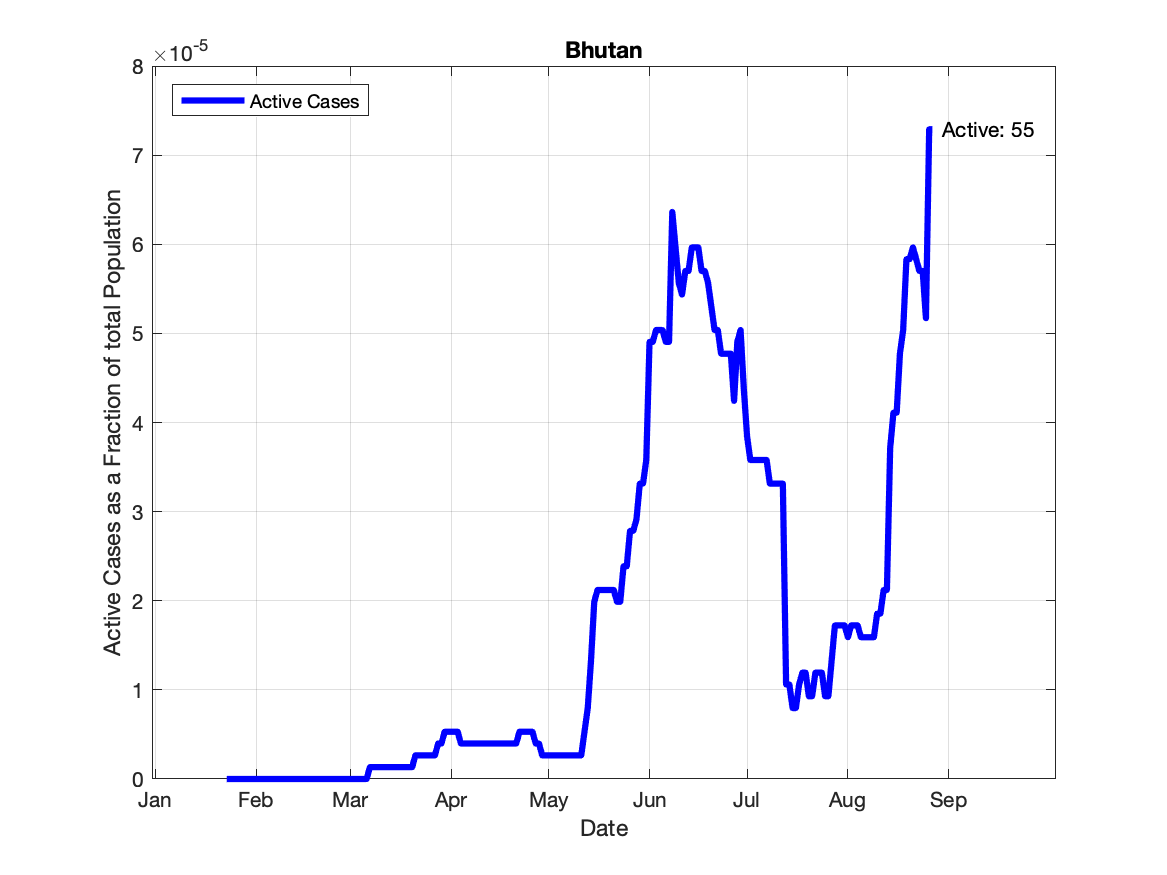 Bhutan
×10-5
8
7
6
5
4
3
2
1
0
Active Cases as a Fraction of total Population
Active Cases
Active: 55
Jan Feb Mar Apr May Jun Jul Aug Sep
Date